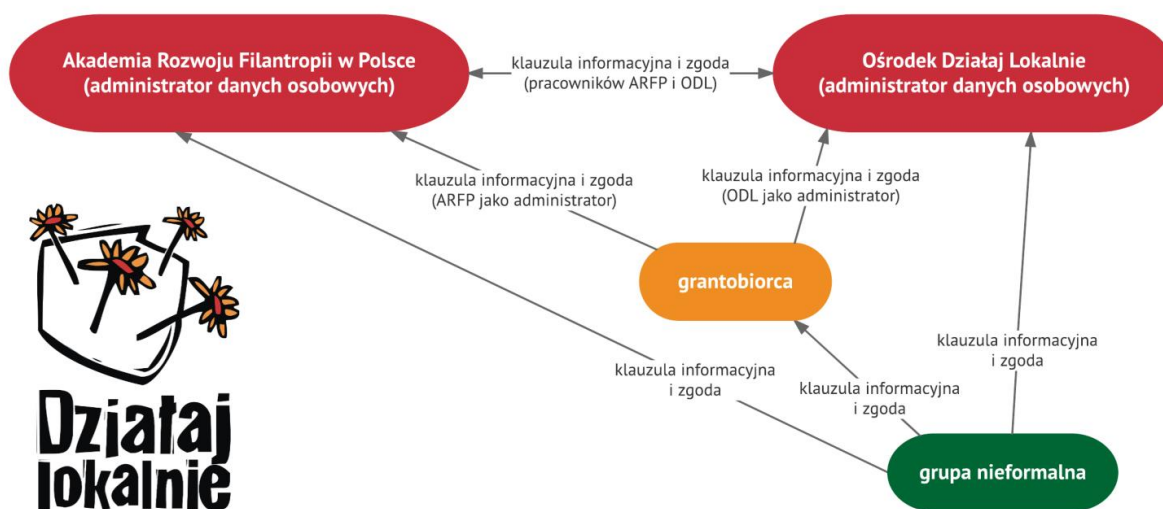 Akademia Rozwoju Filantropii w Polsce
(administrator danych osobowych)
klauzula informacyjna i zgoda
(pracowników ARFP i ODL)
Ośrodek Działaj Lokalnie
(administrator danych osobowych)
klauzula informacyjna i zgoda
(ARFP jako administrator)
klauzula informacyjna i zgoda
(ODL jako administrator)
grantobiorca
klauzula informacyjna
i zgoda
klauzula informacyjna
i zgoda
klauzula informacyjna
i zgoda
grupa nieformalna
Działaj
lokalnie